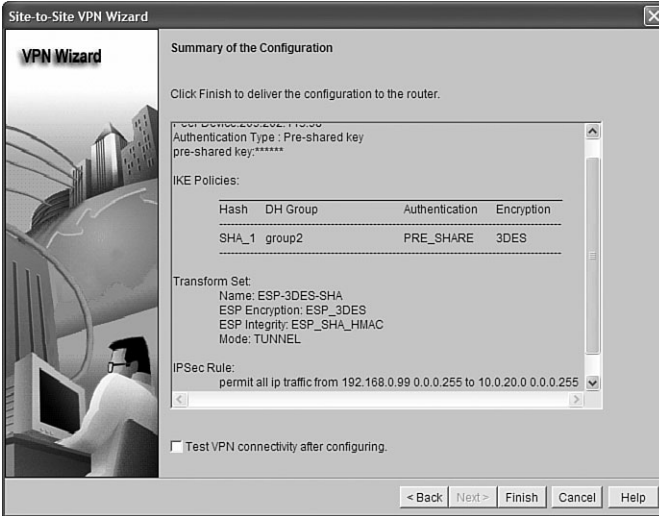 Site-to-Site VPN Wizard
VPN Wizard
Summary of the Configuration
Click Finish to deliver the configuration to the router.
Authentication Type : Pre-shared key
pre-shared key:******
IKE Policies:
Hash DH Group Authentication Encryption
SHA_1 group2 PRE_SHARE 3DES
Transform Set:
Name: ESP-3DES-SHA
ESP Encryption: ESP_3DES
ESP Integrity: ESP_SHA_HMAC
Mode: TUNNEL
IPSec Rule:
permit all ip traffic from 192.168.0.99 0.0.0.255 to 10.0.20.0 0.0.0.255
Test VPN connectivity after configuring.
< Back Next > Finish Cancel Help